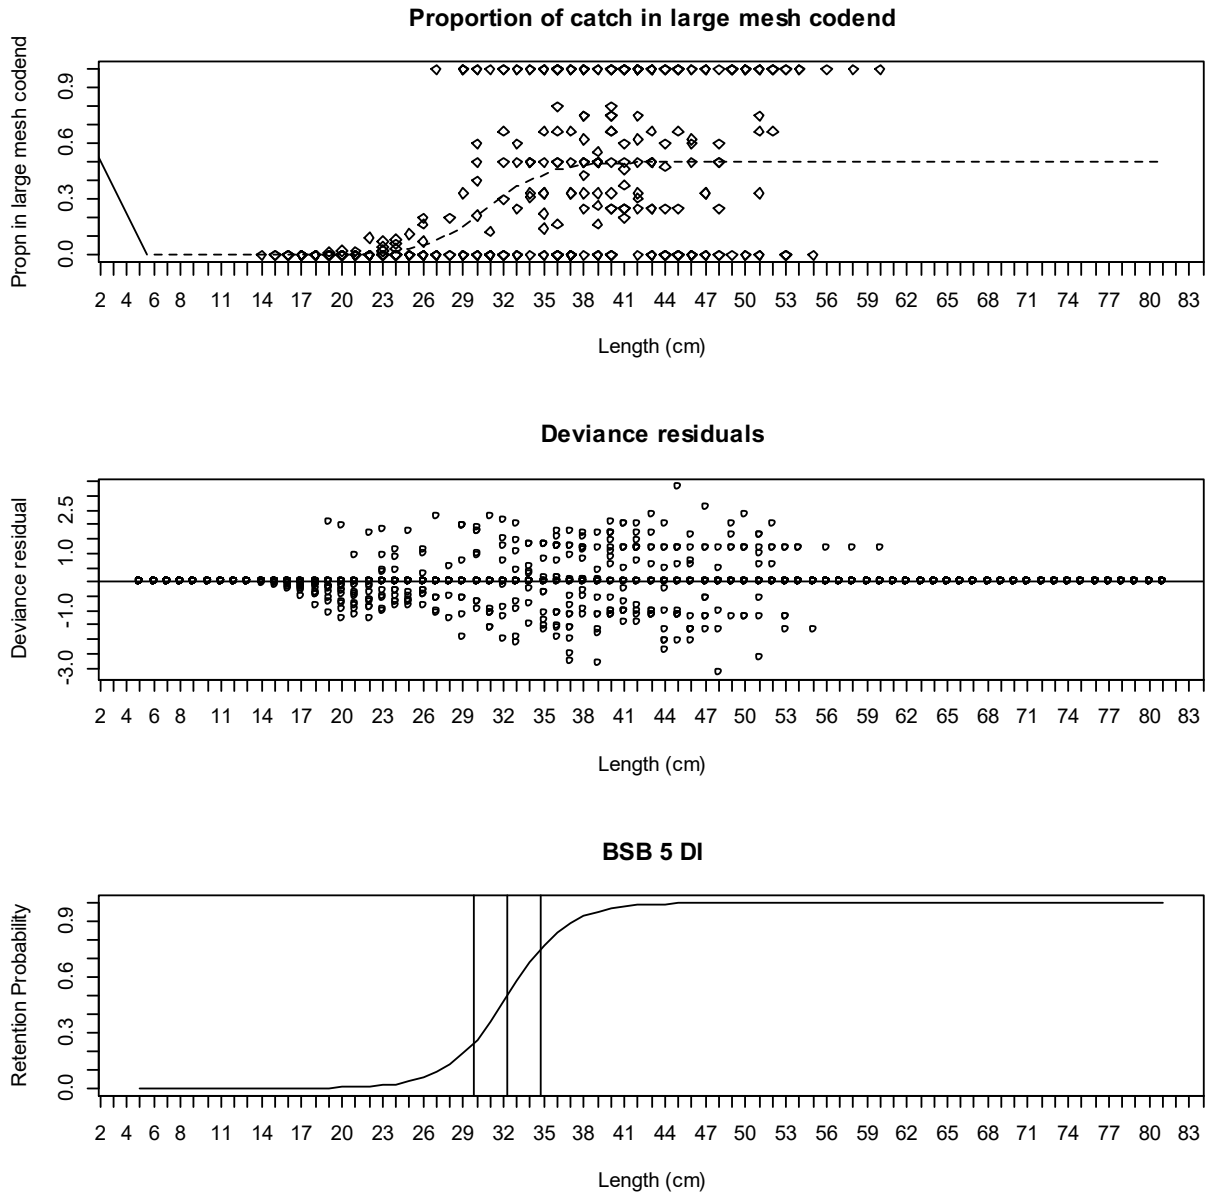 Proportion of catch in large mesh codend
Propn in large mesh codend
0.9
0.6
0.3
0.0
2 4 6 8 11 14 17 20 23 26 29 32 35 38 41 44 47 50 53 56 59 62 65 68 71 74 77 80 83
Length (cm)
Deviance residuals
Deviance residual
2.5
1.0
-1.0
-3.0
2 4 6 8 11 14 17 20 23 26 29 32 35 38 41 44 47 50 53 56 59 62 65 68 71 74 77 80 83
Length (cm)
BSB 5 DI
Retention Probability
0.9
0.6
0.3
0.0
2 4 6 8 11 14 17 20 23 26 29 32 35 38 41 44 47 50 53 56 59 62 65 68 71 74 77 80 83
Length (cm)